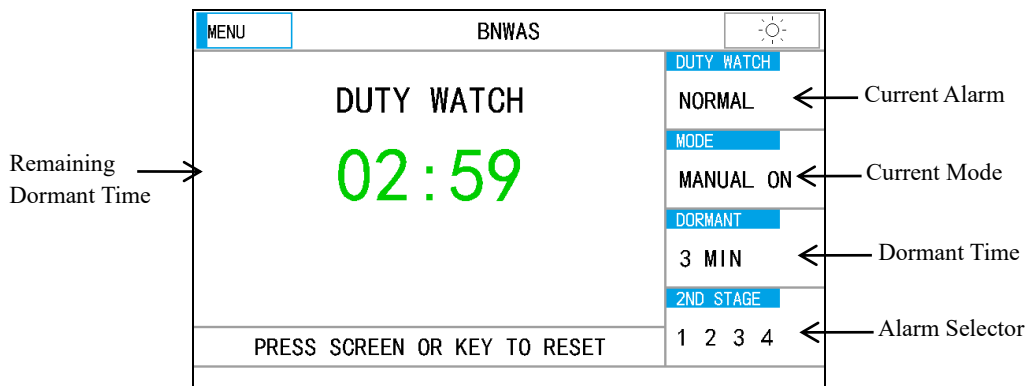 MENU
BNWAS
DUTY WATCH
02:59
PRESS SCREEN OR KEY TO RESET
DUTY WATCH
NORMAL
MODE
MANUAL ON
DORMANT
3 MIN
2ND STAGE
1 2 3 4
Remaining
Dormant Time
Current Alarm
Current Mode
Dormant Time
Alarm Selector